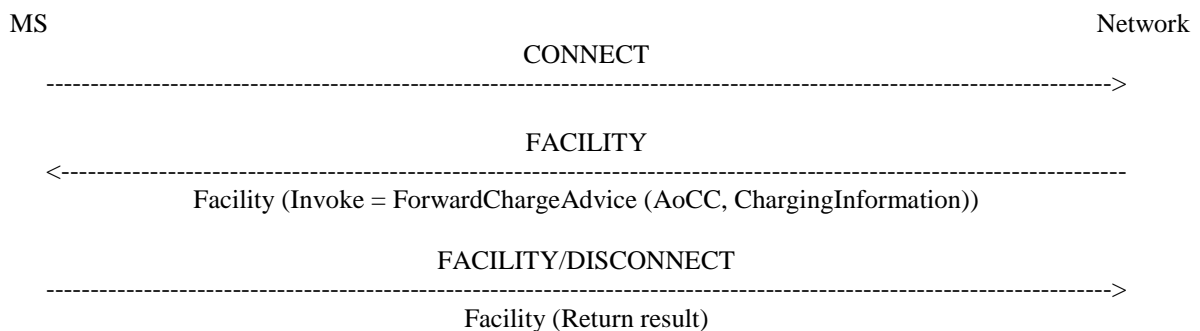 MS Network
CONNECT
------------------------------------------------------------------------------------------------------------------------>
FACILITY
<------------------------------------------------------------------------------------------------------------------------
Facility (Invoke = ForwardChargeAdvice (AoCC, ChargingInformation))
FACILITY/DISCONNECT
------------------------------------------------------------------------------------------------------------------------>
Facility (Return result)